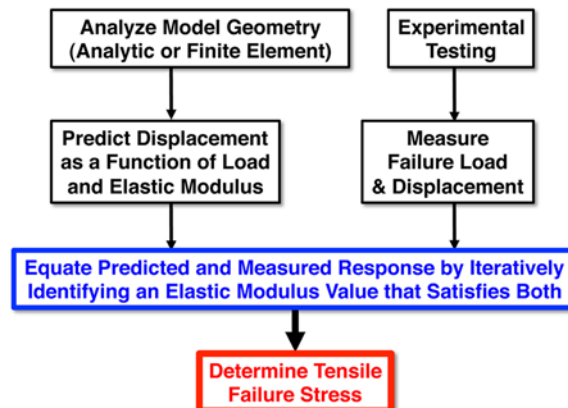 Analyze Model Geometry
(Analytic or Finite Element)
Experimental
Testing
Predict Displacement
as a Function of Load
and Elastic Modulus
Measure
Failure Load
& Displacement
Equate Predicted and Measured Response by Iteratively
Identifying an Elastic Modulus Value that Satisfies Both
Determine Tensile
Failure Stress